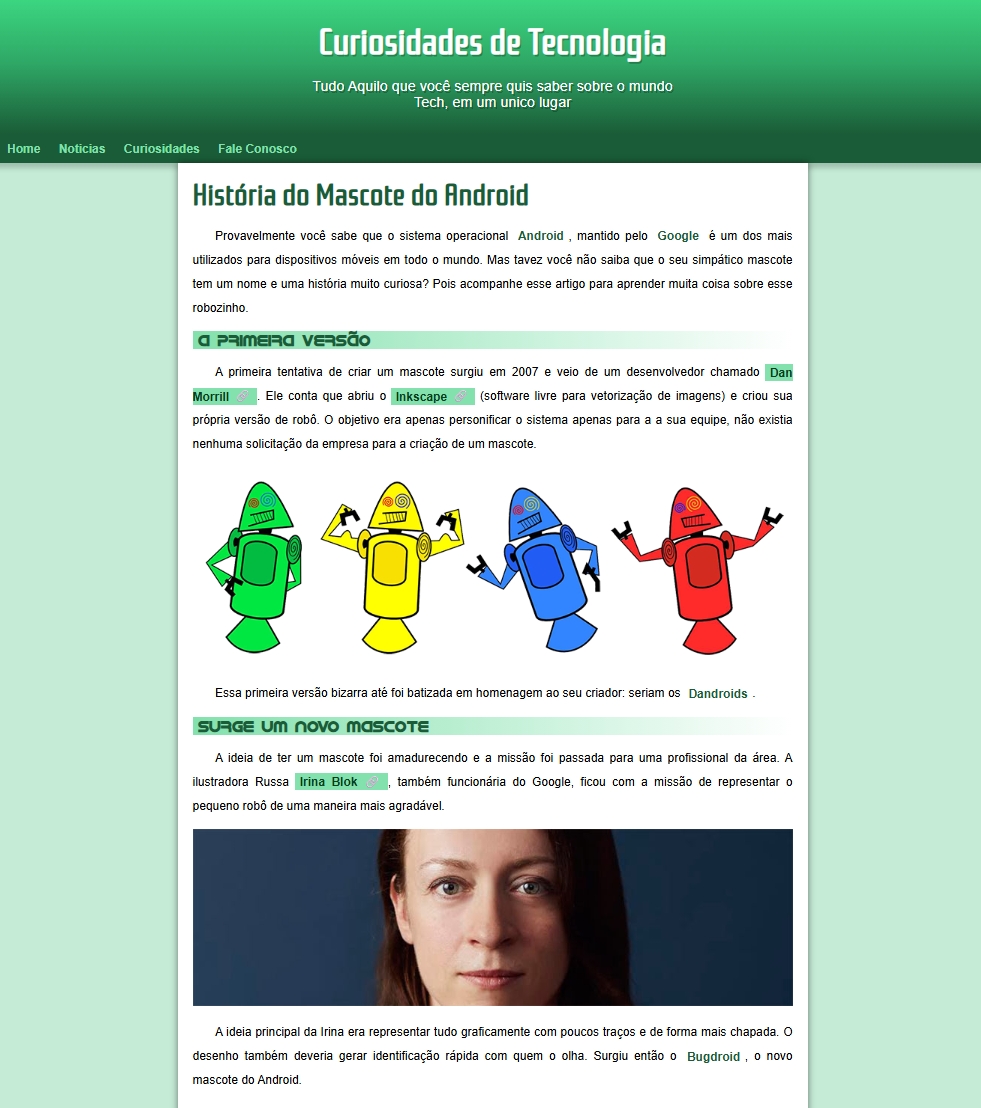 Curiosidades de Tecnologia
Tudo Aquilo que você sempre quis saber sobre o mundo
Tech, em um unico lugar
Home Noticias Curiosidades Fale Conosco
História do Mascote do Android
Provavelmente você sabe que o sistema operacional Android , mantido pelo Google é um dos mais
utilizados para dispositivos móveis em todo o mundo. Mas tavez você não saiba que o seu simpático mascote
tem um nome e uma história muito curiosa? Pois acompanhe esse artigo para aprender muita coisa sobre esse
robozinho.
A primeira versão
A primeira tentativa de criar um mascote surgiu em 2007 e veio de um desenvolvedor chamado Dan
Morrill 🔗. Ele conta que abriu o Inkscape 🔗 (software livre para vetorização de imagens) e criou sua
própria versão de robô. O objetivo era apenas personificar o sistema apenas para a a sua equipe, não existia
nenhuma solicitação da empresa para a criação de um mascote.
Essa primeira versão bizarra até foi batizada em homenagem ao seu criador: seriam os Dandroids .
Surge um novo mascote
A ideia de ter um mascote foi amadurecendo e a missão foi passada para uma profissional da área. A
ilustradora Russa Irina Blok 🔗, também funcionária do Google, ficou com a missão de representar o
pequeno robô de uma maneira mais agradável.
A ideia principal da Irina era representar tudo graficamente com poucos traços e de forma mais chapada. O
desenho também deveria gerar identificação rápida com quem o olha. Surgiu então o Bugdroid , o novo
mascote do Android.